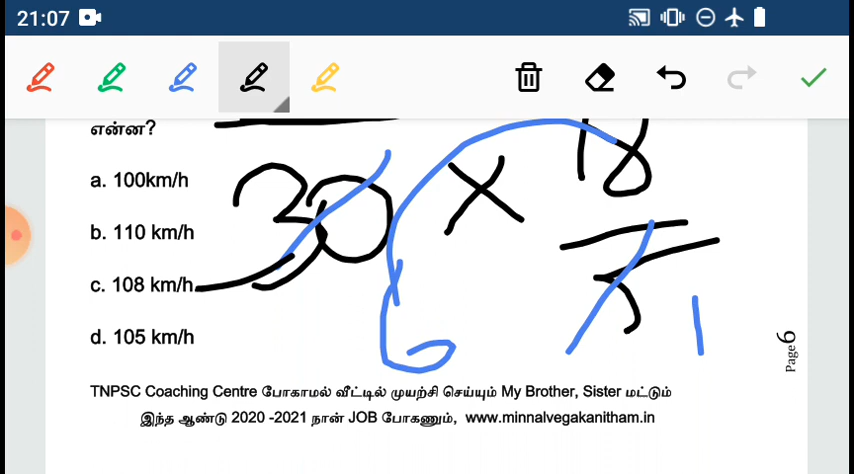 21:07
என்ன?
30 x 18
a. 100km/h
b. 110 km/h
5
c. 108 km/h
6 1
d. 105 km/h
Page6
TNPSC Coaching Centre போகாமல் வீட்டில் முயற்சி செய்யும் My Brother, Sister மட்டும்
இந்த ஆண்டு 2020 -2021 நான் JOB போகணும், www.minnalvegakanitham.in